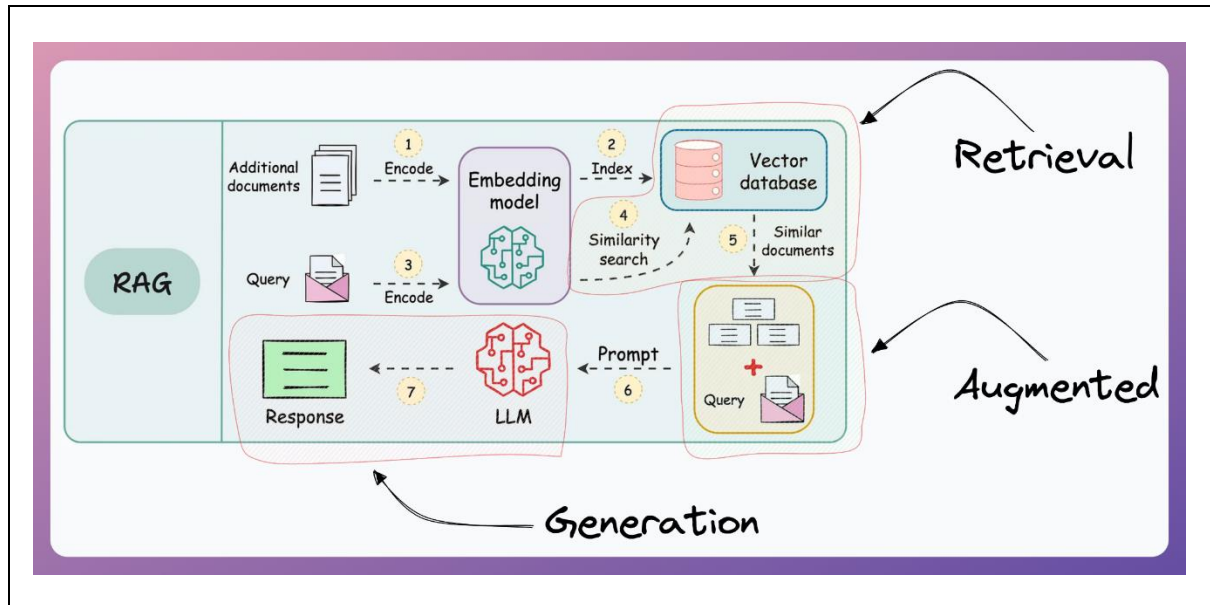 RAG
Additional
documents
1
Encode
Embedding
model
2
Index
Vector
database
Query
3
Encode
4
Similarity
search
5
Similar
documents
Query
Prompt
6
LLM
7
Response
Retrieval
Augmented
Generation